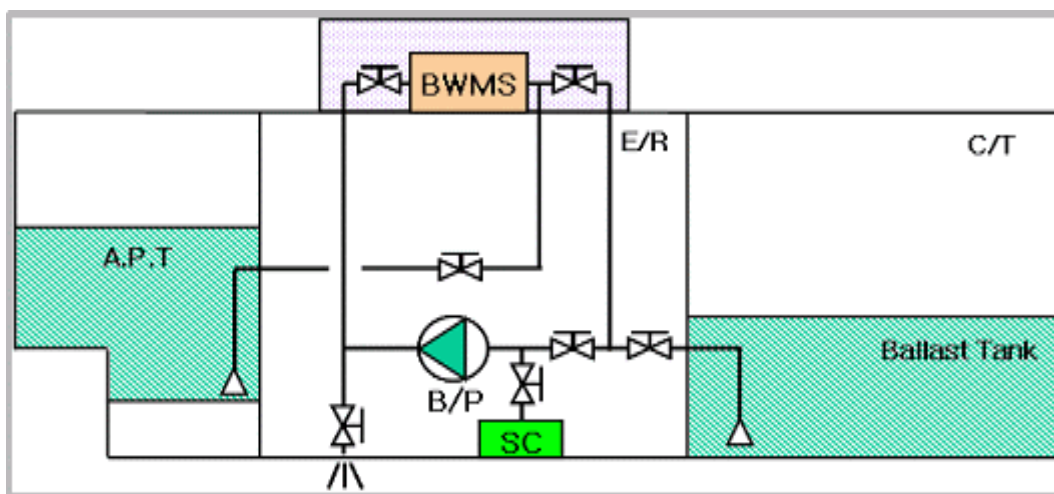 BWMS
E/R
C/T
A.P.T
Ballast Tank
B/P
SC